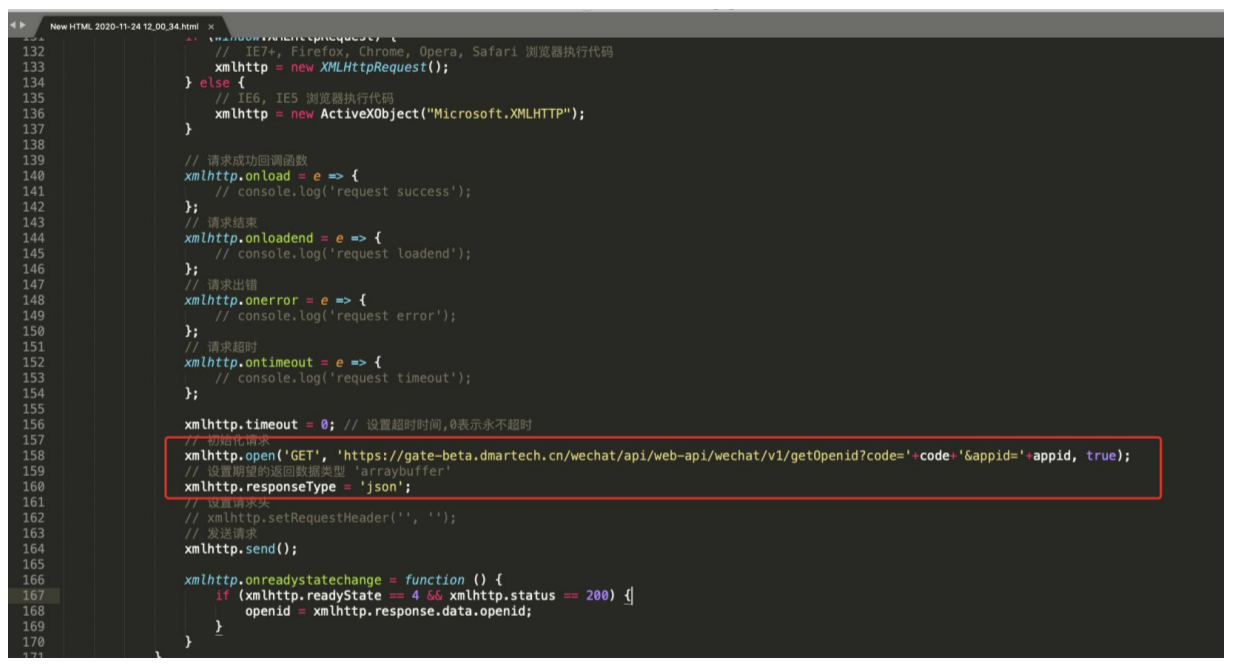 New HTML 2020-11-24 12_00_34.html ×
131 if (window.XMLHttpRequest) {
132 // IE7+, Firefox, Chrome, Opera, Safari 浏览器执行代码
133 xmlhttp = new XMLHttpRequest();
134 } else {
135 // IE6, IE5 浏览器执行代码
136 xmlhttp = new ActiveXObject("Microsoft.XMLHTTP");
137 }
138
139 // 请求成功回调函数
140 xmlhttp.onload = e => {
141 // console.log('request success');
142 };
143 // 请求结束
144 xmlhttp.onloadend = e => {
145 // console.log('request loadend');
146 };
147 // 请求出错
148 xmlhttp.onerror = e => {
149 // console.log('request error');
150 };
151 // 请求超时
152 xmlhttp.ontimeout = e => {
153 // console.log('request timeout');
154 };
155
156 xmlhttp.timeout = 0; // 设置超时时间,0表示永不超时
157 // 初始化请求
158 xmlhttp.open('GET', 'https://gate-beta.dmartech.cn/wechat/api/web-api/wechat/v1/getOpenid?code='+code+'&appid='+appid, true);
159 // 设置期望的返回数据类型 'arraybuffer'
160 xmlhttp.responseType = 'json';
161 // 设置请求头
162 // xmlhttp.setRequestHeader('', '');
163 // 发送请求
164 xmlhttp.send();
165
166 xmlhttp.onreadystatechange = function () {
167 if (xmlhttp.readyState == 4 && xmlhttp.status == 200) {
168 openid = xmlhttp.response.data.openid;
169 }
170 }
171 }